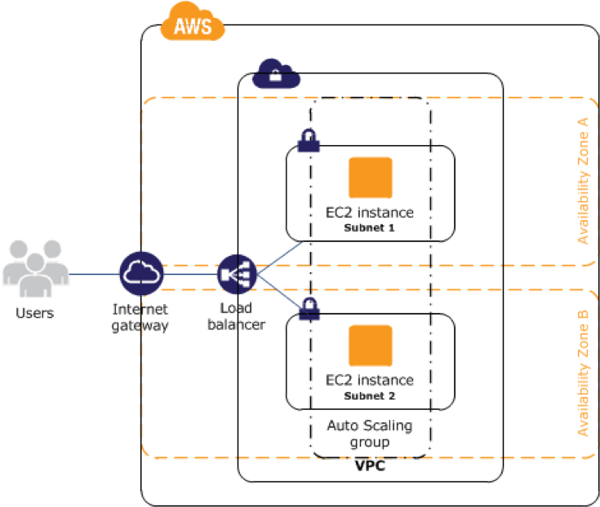 AWS
Availability Zone A
EC2 instance
Subnet 1
Users
Internet
gateway
Load
balancer
Availability Zone B
EC2 instance
Subnet 2
Auto Scaling
group
VPC